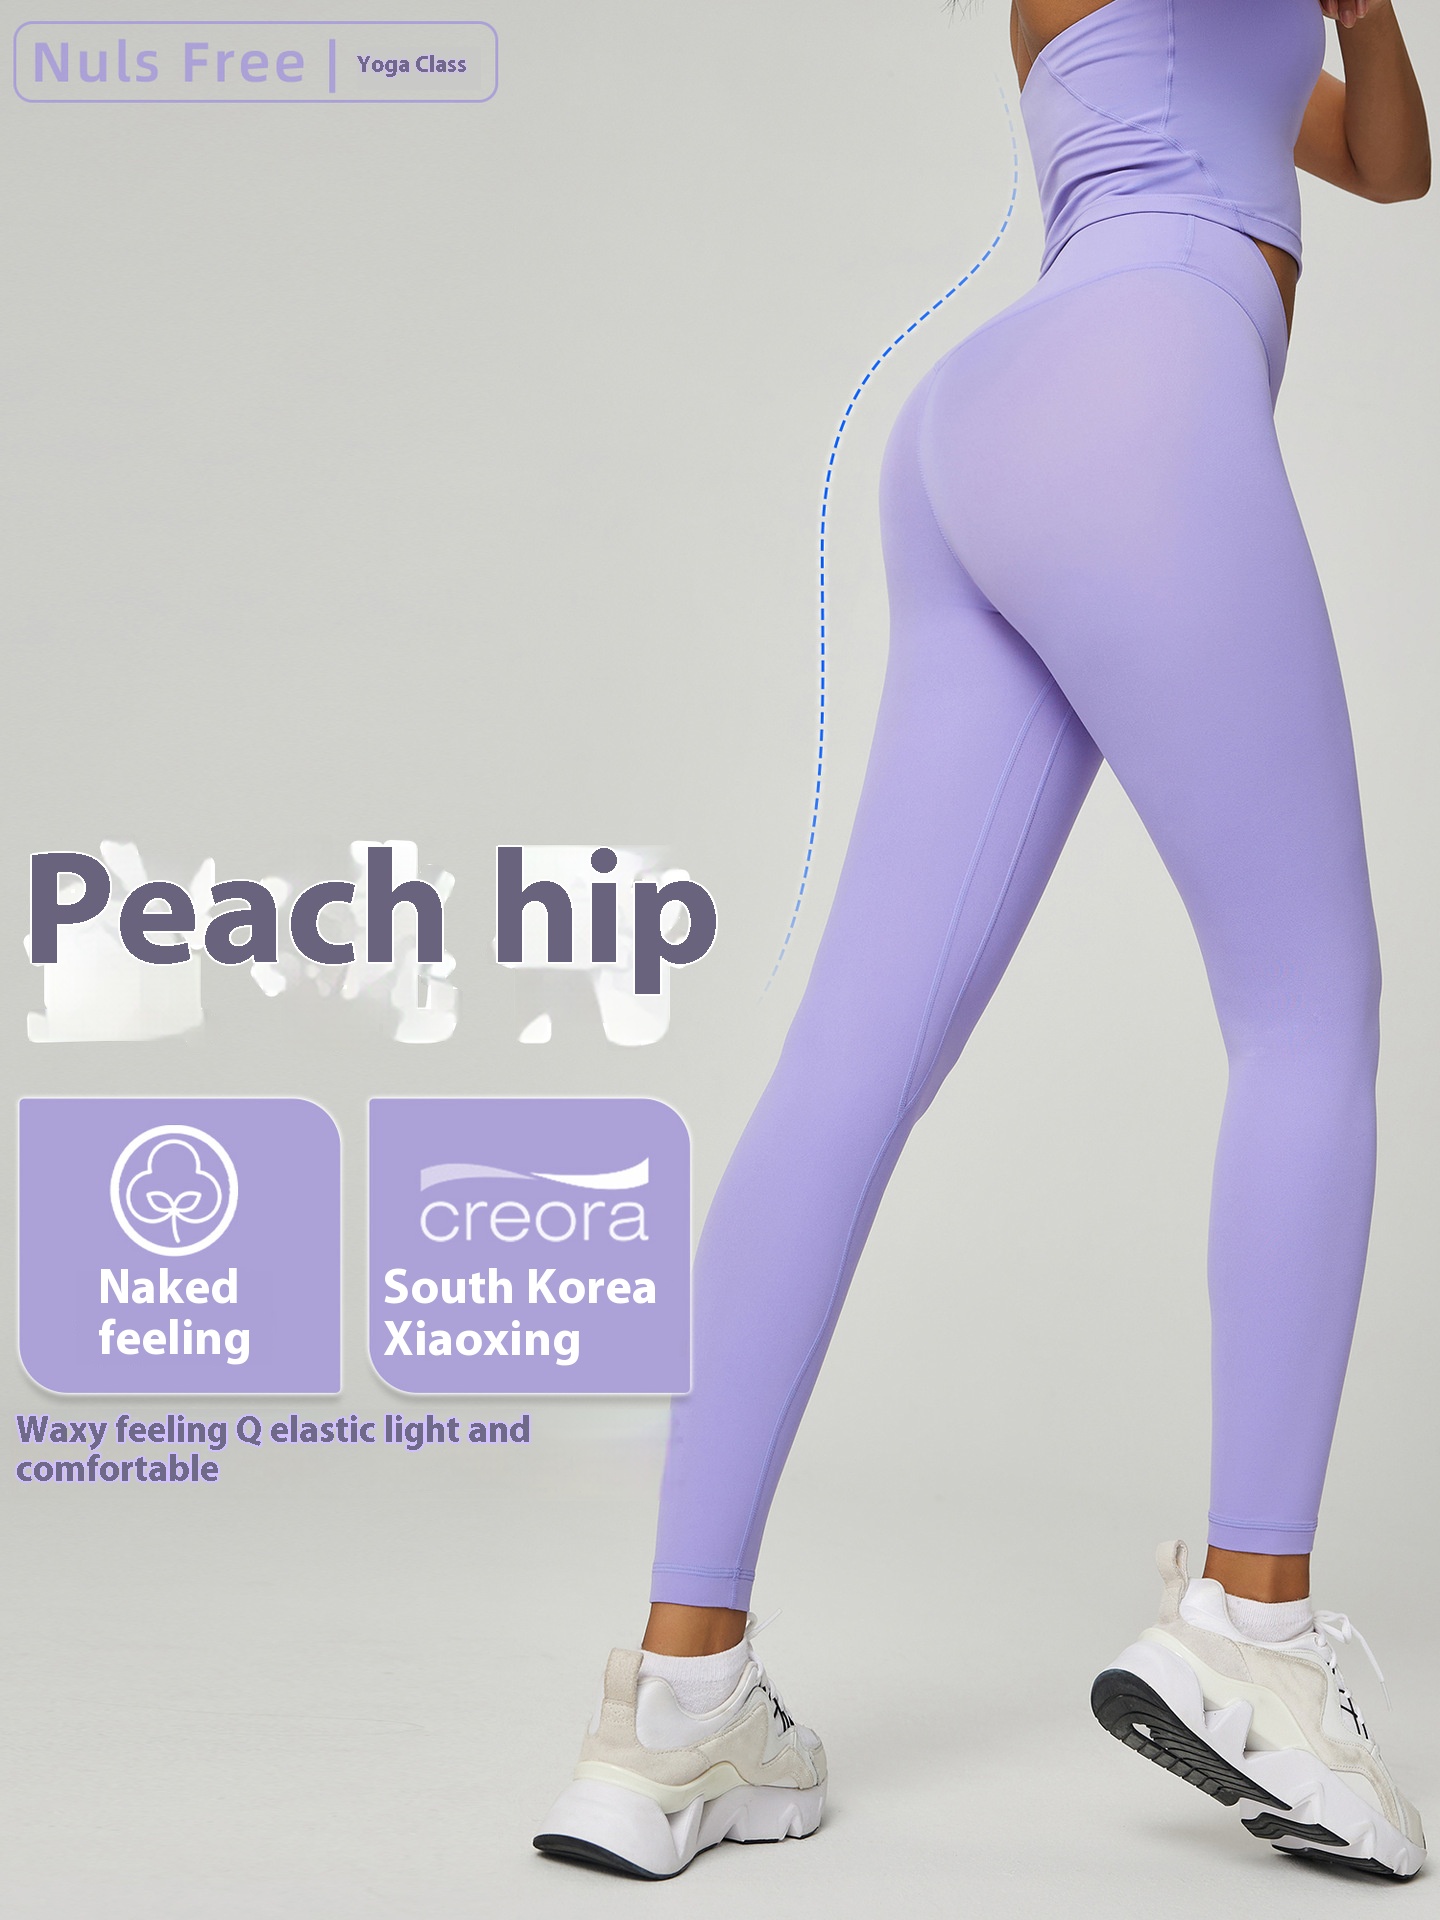 Nuls Free | Yoga Class
Peach hip
creora
Naked
feeling
South Korea
Xiaoxing
Waxy feeling Q elastic light and
comfortable